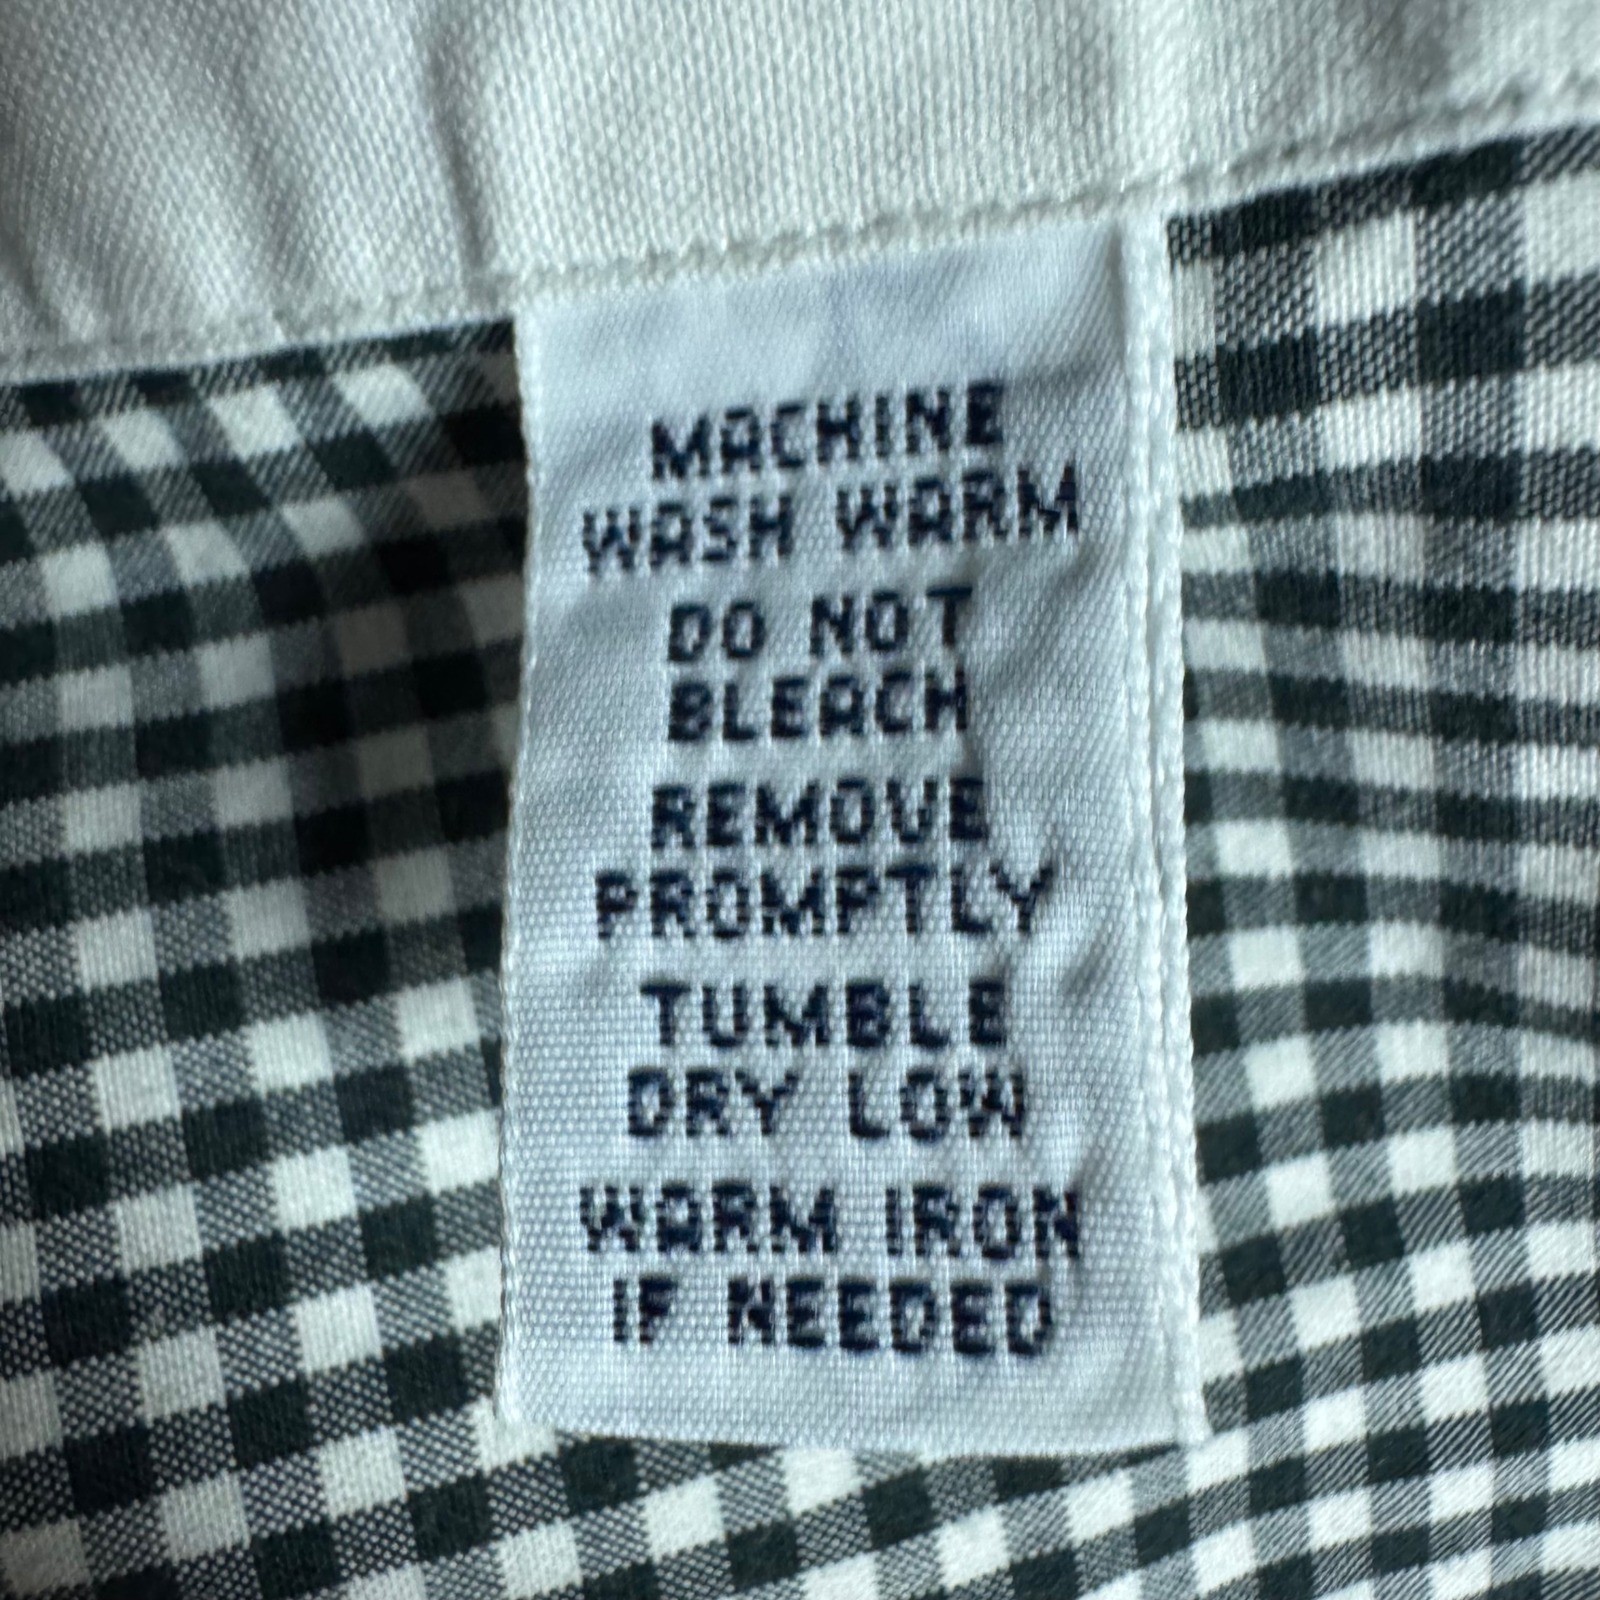 MACHINE
WASH WARM
DO NOT
BLEACH
REMOVE
PROMPTLY
TUMBLE
DRY LOW
WARM IRON
IF NEEDED